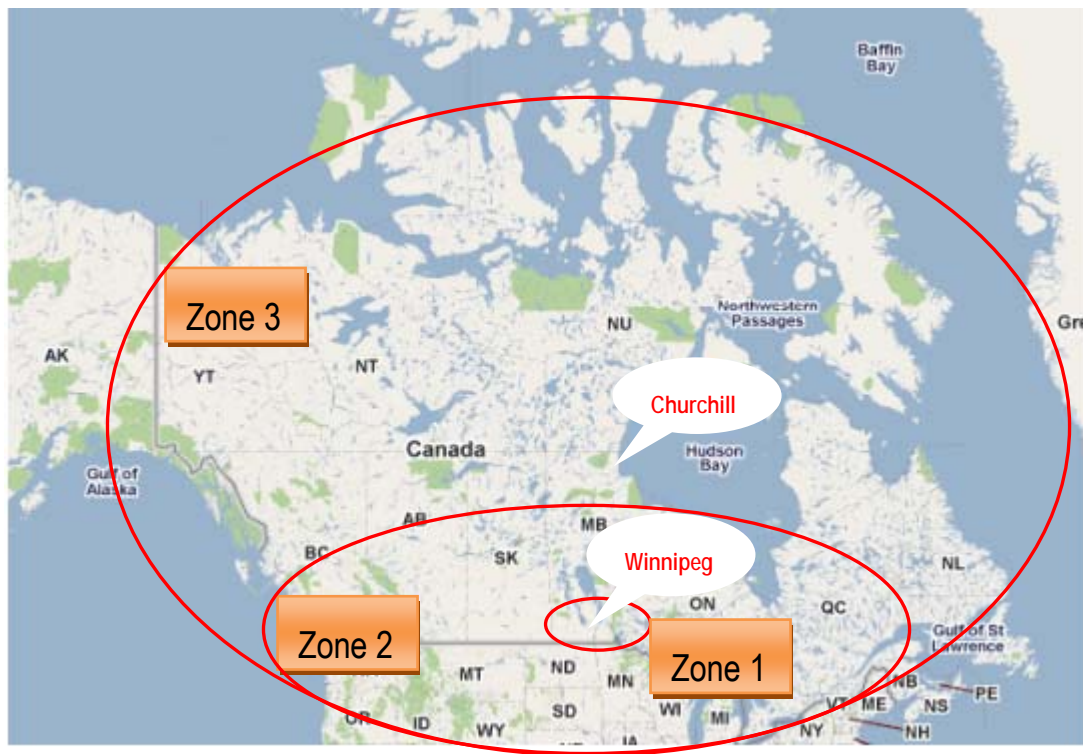 Baffin
Bay
Zone 3
NU
Northwestern
Passages
Gre
AK
YT
NT
Churchill
Canada
Hudson
Bay
Gulf of
Alaska
AB
MB
BC
SK
Winnipeg
NL
ON
QC
Zone 2
Zone 1
Gulf of St
Lawrence
MT
ND
MN
NB
PE
OR
ID
WY
SD
WI
MI
VT
ME
NS
NY
NH
IA